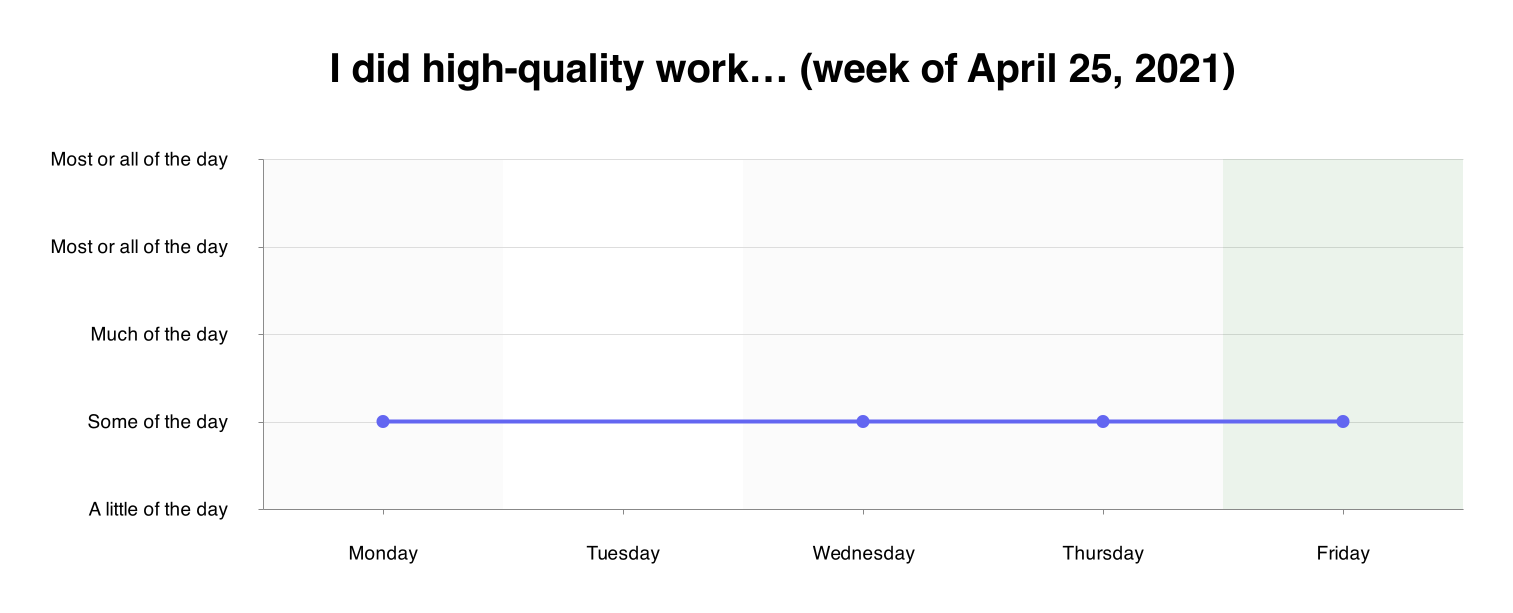 I did high-quality work… (week of April 25, 2021)
Most or all of the day
Most or all of the day
Much of the day
Some of the day
A little of the day
Monday
Tuesday
Wednesday
Thursday
Friday